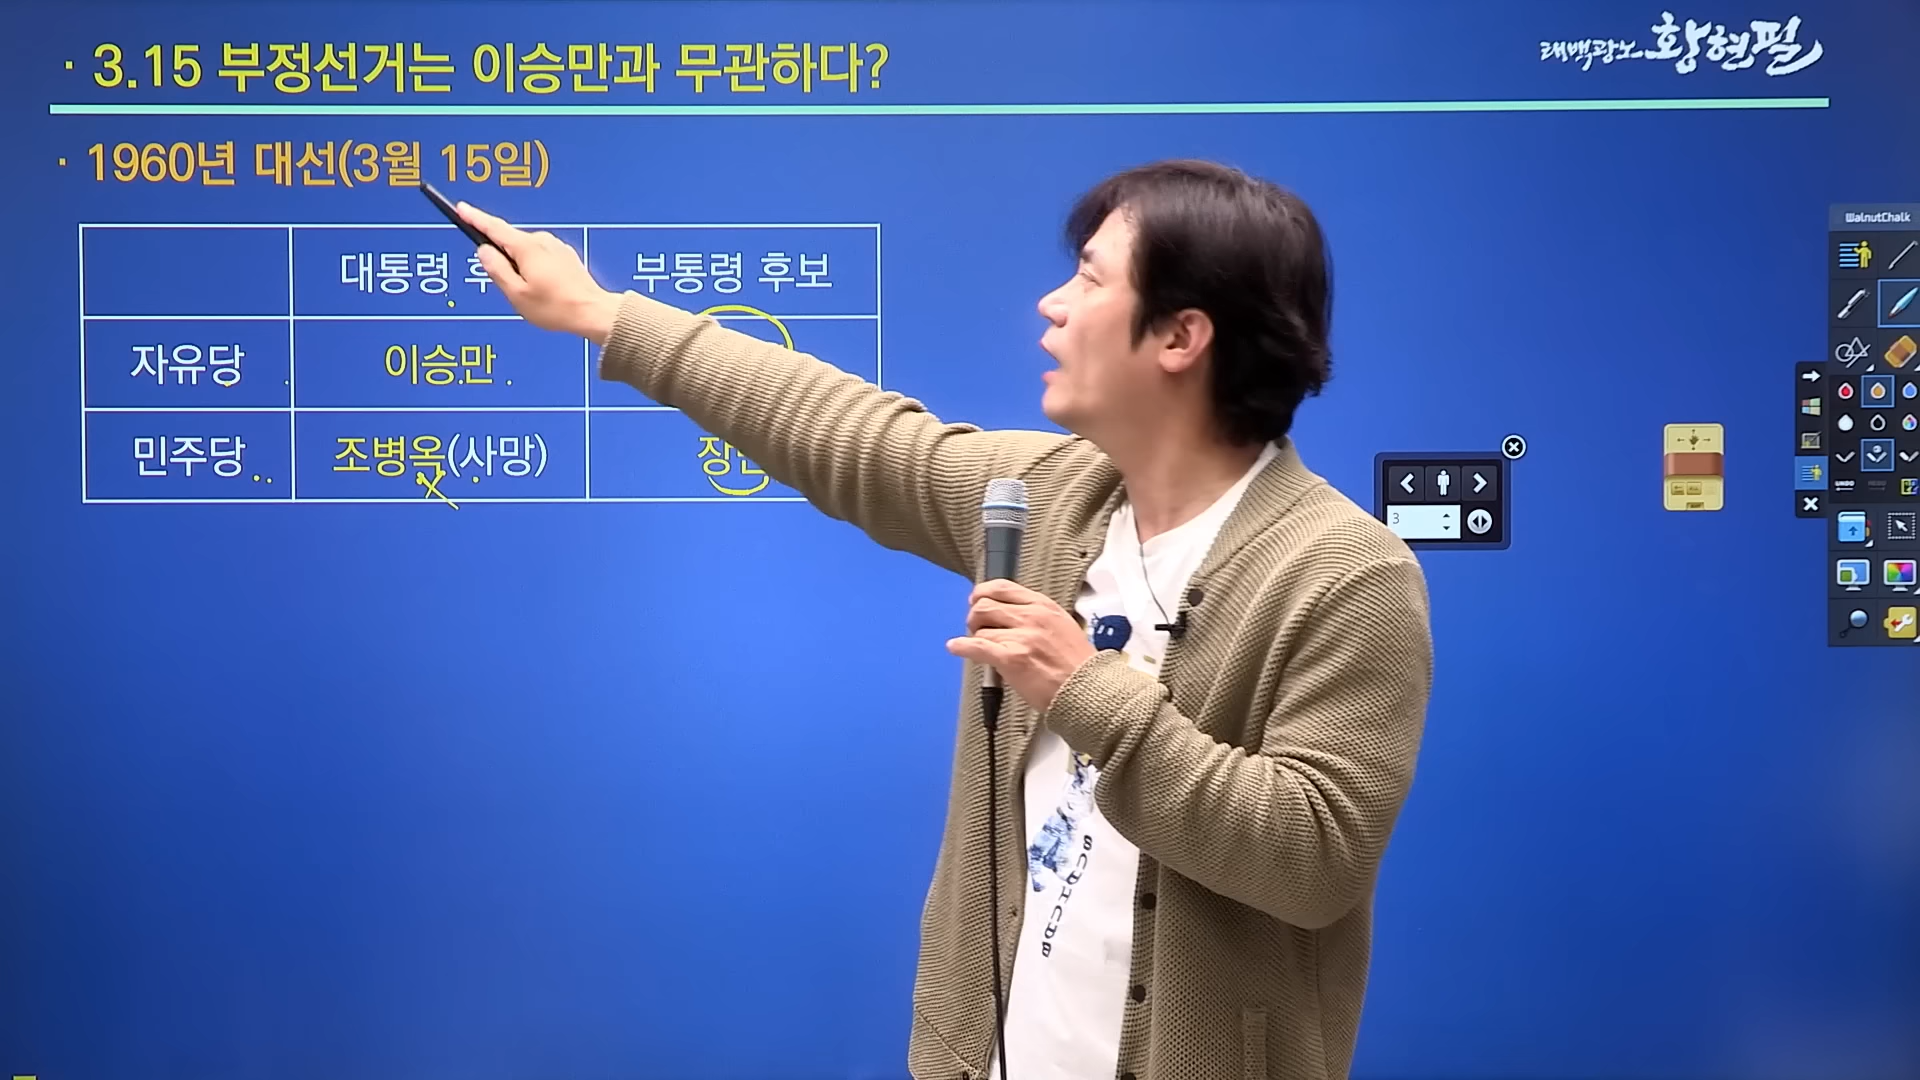 · 3.15 부정선거는 이승만과 무관하다?
태백광노 황현필
· 1960년 대선(3월 15일)
대통령 후 부통령 후보
자유당 이승만
민주당 조병옥(사망) 장
WalnutChalk
3
UNDO